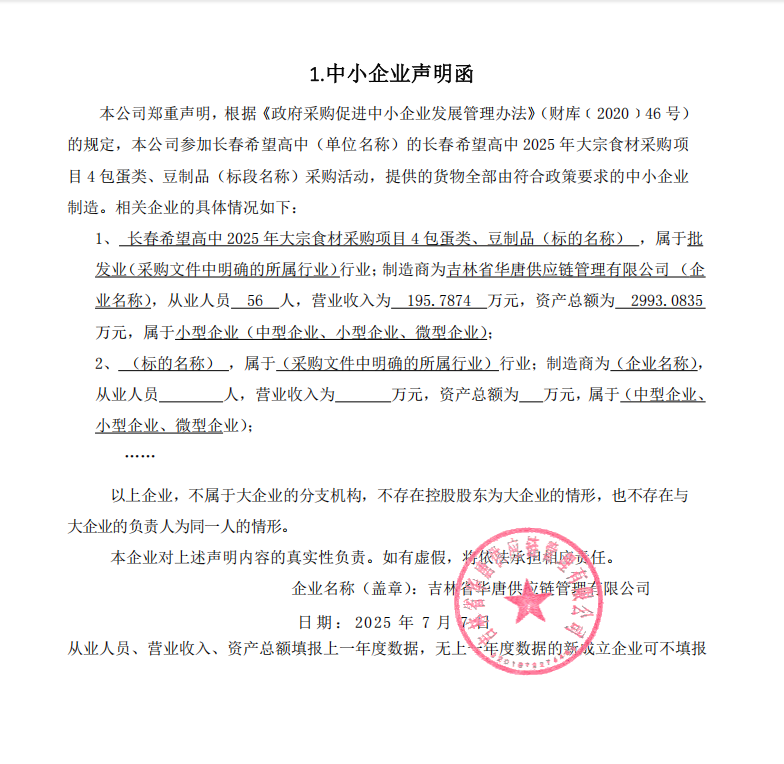 1.中小企业声明函
本公司郑重声明，根据《政府采购促进中小企业发展管理办法》（财库﹝2020﹞46 号）
的规定，本公司参加长春希望高中（单位名称）的长春希望高中 2025 年大宗食材采购项
目 4 包蛋类、豆制品（标段名称）采购活动，提供的货物全部由符合政策要求的中小企业
制造。相关企业的具体情况如下：
1、 长春希望高中 2025 年大宗食材采购项目 4 包蛋类、豆制品（标的名称） ，属于批
发业（采购文件中明确的所属行业）行业；制造商为吉林省华唐供应链管理有限公司 （企
业名称），从业人员 56 人，营业收入为 195.7874 万元，资产总额为 2993.0835
万元，属于小型企业（中型企业、小型企业、微型企业）；
2、 （标的名称） ，属于（采购文件中明确的所属行业）行业；制造商为（企业名称），
从业人员 人，营业收入为 万元，资产总额为 万元，属于（中型企业、
小型企业、微型企业）；
……
以上企业，不属于大企业的分支机构，不存在控股股东为大企业的情形，也不存在与
大企业的负责人为同一人的情形。
本企业对上述声明内容的真实性负责。如有虚假，将依法承担相应责任。
企业名称（盖章）：吉林省华唐供应链管理有限公司
日期：2025 年 7 月 7 日
从业人员、营业收入、资产总额填报上一年度数据，无上一年度数据的新成立企业可不填报
吉林省华唐供应链管理有限公司